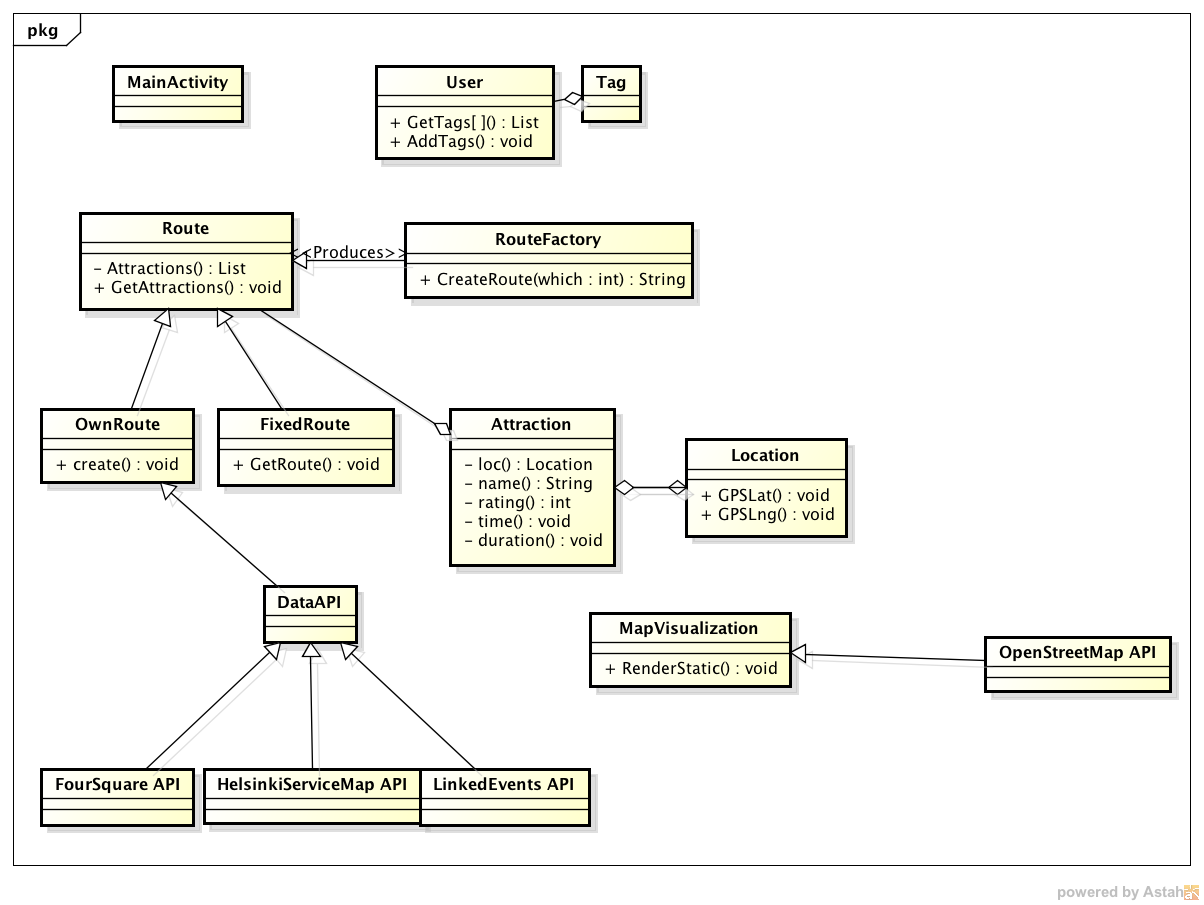 pkg
MainActivity
User
+ GetTags[ ]() : List
+ AddTags() : void
Tag
Route
- Attractions() : List
+ GetAttractions() : void
<<Produces>>
RouteFactory
+ CreateRoute(which : int) : String
OwnRoute
+ create() : void
FixedRoute
+ GetRoute() : void
Attraction
- loc() : Location
- name() : String
- rating() : int
- time() : void
- duration() : void
Location
+ GPSLat() : void
+ GPSLng() : void
DataAPI
MapVisualization
+ RenderStatic() : void
OpenStreetMap API
FourSquare API
HelsinkiServiceMap API
LinkedEvents API
powered by Astah